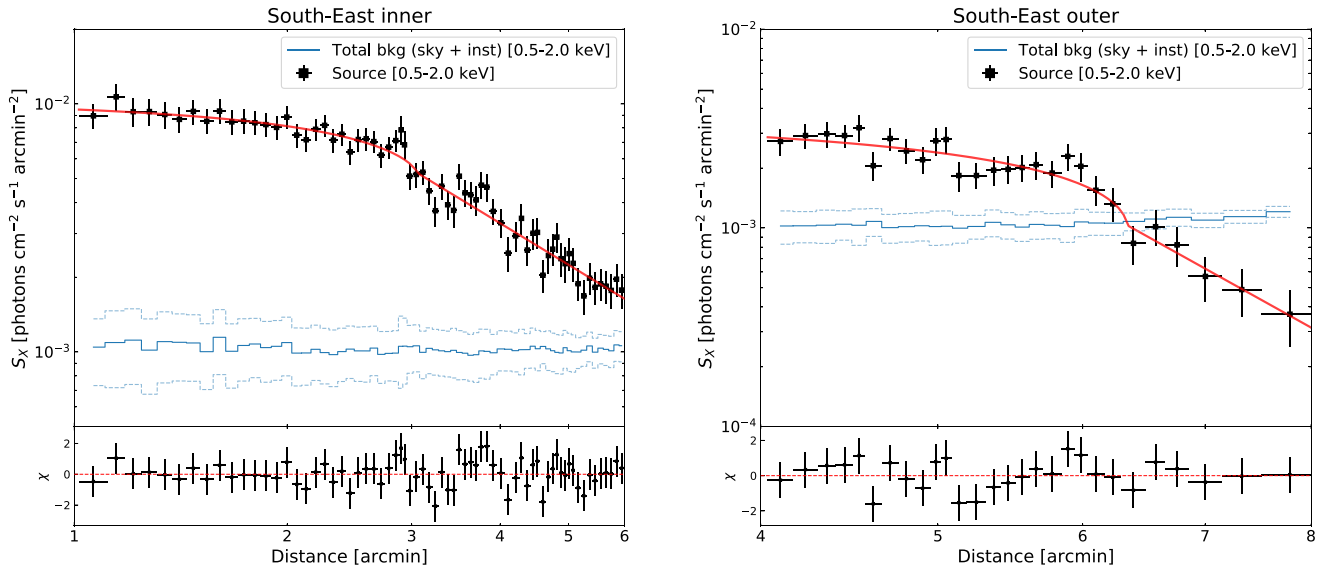 South-East inner
Total bkg (sky + inst) [0.5-2.0 keV]
Source [0.5-2.0 keV]
10⁻²
10⁻³
S_X [photons cm⁻² s⁻¹ arcmin⁻²]
2
0
−2
χ
1 2 3 4 5 6
Distance [arcmin]
South-East outer
Total bkg (sky + inst) [0.5-2.0 keV]
Source [0.5-2.0 keV]
10⁻²
10⁻³
10⁻⁴
S_X [photons cm⁻² s⁻¹ arcmin⁻²]
2
0
−2
χ
4 5 6 7 8
Distance [arcmin]